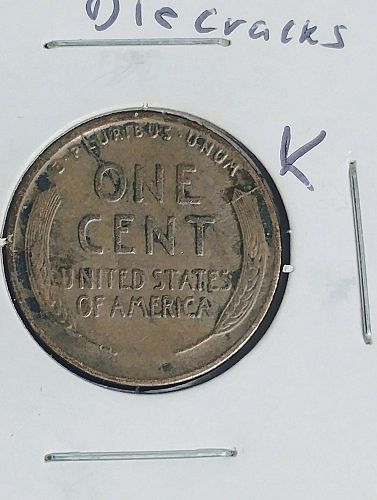 Die cracks
K
E · PLURIBUS · UNUM
ONE
CENT
UNITED STATES
OF AMERICA